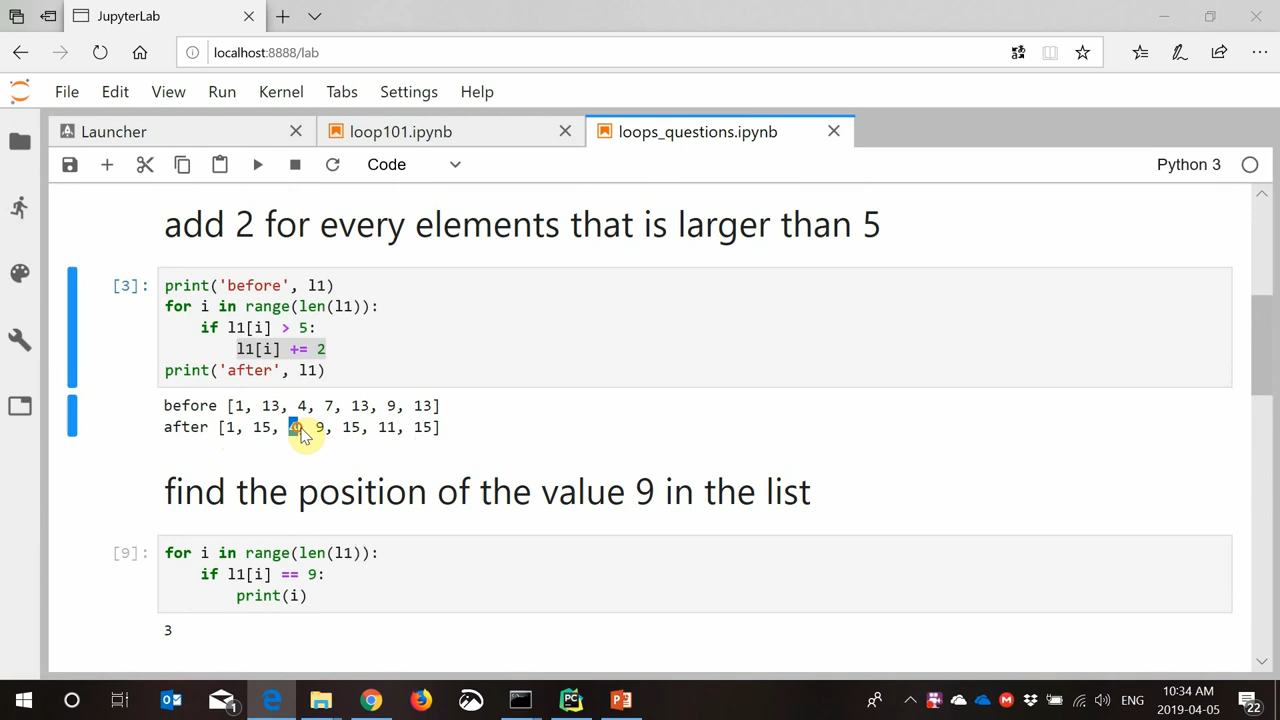 JupyterLab
localhost:8888/lab
File Edit View Run Kernel Tabs Settings Help
Launcher loop101.ipynb loops_questions.ipynb
Code Python 3
add 2 for every elements that is larger than 5
[3]: print('before', l1)
for i in range(len(l1)):
if l1[i] > 5:
l1[i] += 2
print('after', l1)
before [1, 13, 4, 7, 13, 9, 13]
after [1, 15, 9, 15, 11, 15]
find the position of the value 9 in the list
[9]: for i in range(len(l1)):
if l1[i] == 9:
print(i)
3
ENG 10:34 AM
2019-04-05
1 22